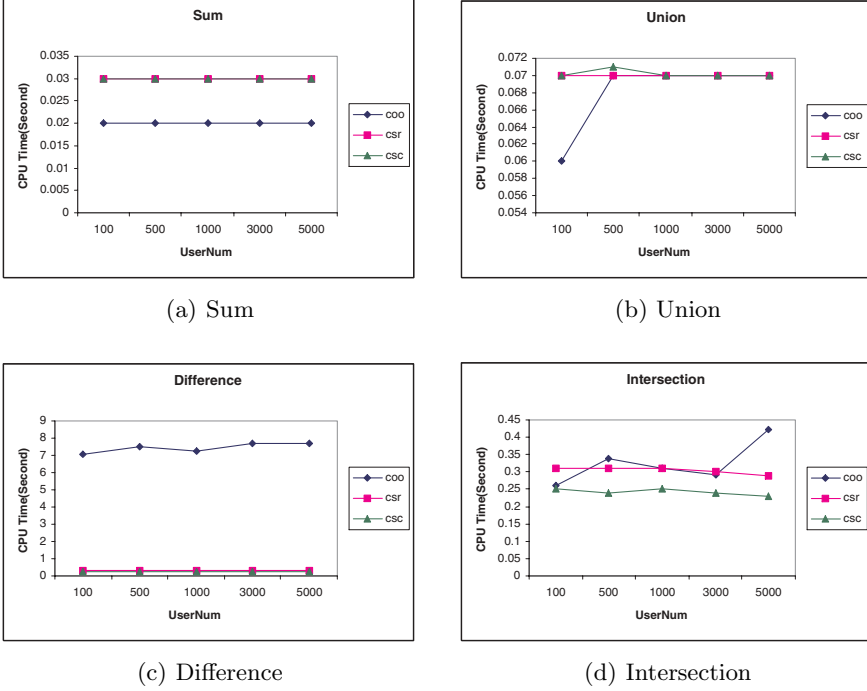 Sum
0.035
0.03
0.025
0.02
0.015
0.01
0.005
0
CPU Time(Second)
100 500 1000 3000 5000
UserNum
coo
csr
csc
(a) Sum
Union
0.072
0.07
0.068
0.066
0.064
0.062
0.06
0.058
0.056
0.054
CPU Time(Second)
100 500 1000 3000 5000
UserNum
coo
csr
csc
(b) Union
Difference
9
8
7
6
5
4
3
2
1
0
CPU Time(Second)
100 500 1000 3000 5000
UserNum
coo
csr
csc
(c) Difference
Intersection
0.45
0.4
0.35
0.3
0.25
0.2
0.15
0.1
0.05
0
CPU Time(Second)
100 500 1000 3000 5000
UserNum
coo
csr
csc
(d) Intersection